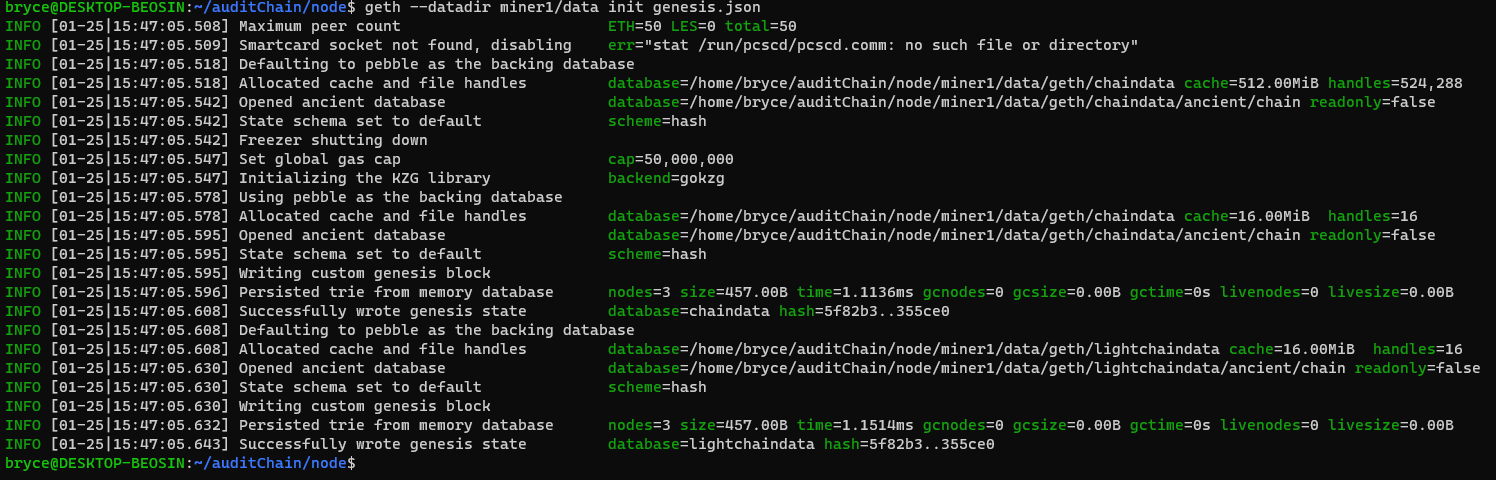 bryce@DESKTOP-BEOSIN:~/auditChain/node$ geth --datadir miner1/data init genesis.json
INFO [01-25|15:47:05.508] Maximum peer count                       ETH=50 LES=0 total=50
INFO [01-25|15:47:05.509] Smartcard socket not found, disabling    err="stat /run/pcscd/pcscd.comm: no such file or directory"
INFO [01-25|15:47:05.518] Defaulting to pebble as the backing database
INFO [01-25|15:47:05.518] Allocated cache and file handles         database=/home/bryce/auditChain/node/miner1/data/geth/chaindata cache=512.00MiB handles=524,288
INFO [01-25|15:47:05.542] Opened ancient database                  database=/home/bryce/auditChain/node/miner1/data/geth/chaindata/ancient/chain readonly=false
INFO [01-25|15:47:05.542] State schema set to default              scheme=hash
INFO [01-25|15:47:05.542] Freezer shutting down
INFO [01-25|15:47:05.547] Set global gas cap                       cap=50,000,000
INFO [01-25|15:47:05.547] Initializing the KZG library             backend=gokzg
INFO [01-25|15:47:05.578] Using pebble as the backing database
INFO [01-25|15:47:05.578] Allocated cache and file handles         database=/home/bryce/auditChain/node/miner1/data/geth/chaindata cache=16.00MiB  handles=16
INFO [01-25|15:47:05.595] Opened ancient database                  database=/home/bryce/auditChain/node/miner1/data/geth/chaindata/ancient/chain readonly=false
INFO [01-25|15:47:05.595] State schema set to default              scheme=hash
INFO [01-25|15:47:05.595] Writing custom genesis block
INFO [01-25|15:47:05.596] Persisted trie from memory database      nodes=3 size=457.00B time=1.1136ms gcnodes=0 gcsize=0.00B gctime=0s livenodes=0 livesize=0.00B
INFO [01-25|15:47:05.608] Successfully wrote genesis state         database=chaindata hash=5f82b3..355ce0
INFO [01-25|15:47:05.608] Defaulting to pebble as the backing database
INFO [01-25|15:47:05.608] Allocated cache and file handles         database=/home/bryce/auditChain/node/miner1/data/geth/lightchaindata cache=16.00MiB  handles=16
INFO [01-25|15:47:05.630] Opened ancient database                  database=/home/bryce/auditChain/node/miner1/data/geth/lightchaindata/ancient/chain readonly=false
INFO [01-25|15:47:05.630] State schema set to default              scheme=hash
INFO [01-25|15:47:05.630] Writing custom genesis block
INFO [01-25|15:47:05.632] Persisted trie from memory database      nodes=3 size=457.00B time=1.1514ms gcnodes=0 gcsize=0.00B gctime=0s livenodes=0 livesize=0.00B
INFO [01-25|15:47:05.643] Successfully wrote genesis state         database=lightchaindata hash=5f82b3..355ce0
bryce@DESKTOP-BEOSIN:~/auditChain/node$